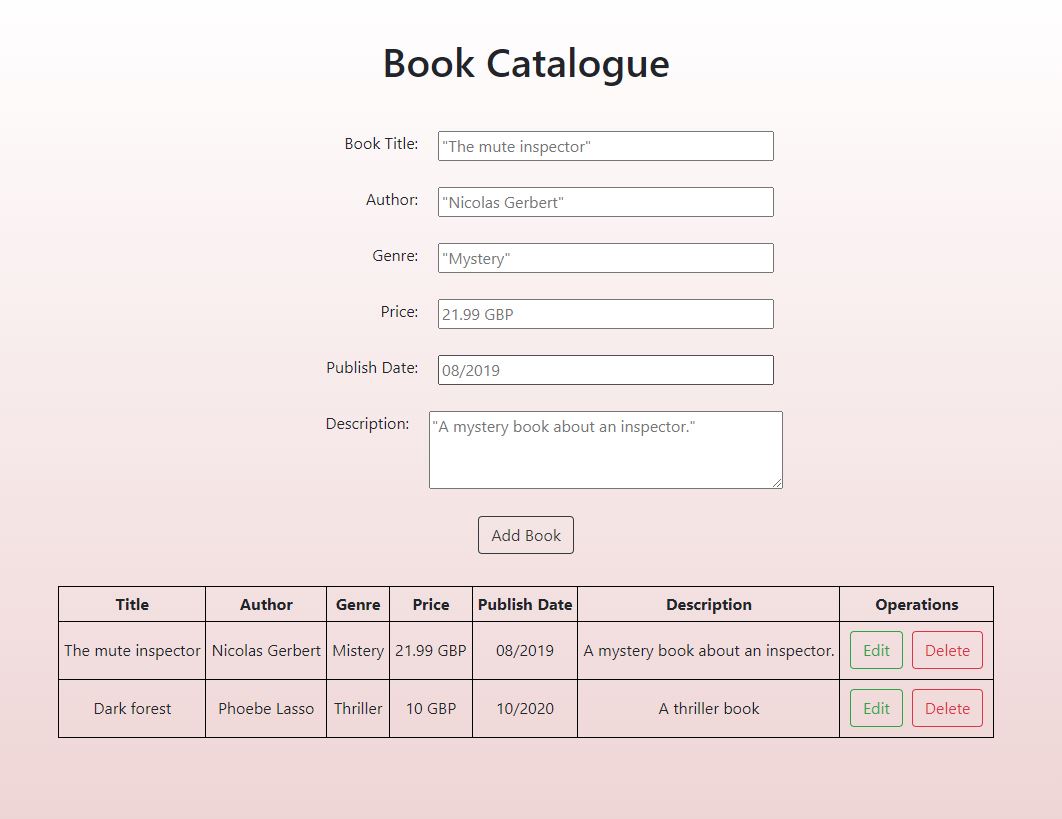 Book Catalogue
Book Title: "The mute inspector"
Author: "Nicolas Gerbert"
Genre: "Mystery"
Price: 21.99 GBP
Publish Date: 08/2019
Description: "A mystery book about an inspector."
Add Book
Title Author Genre Price Publish Date Description Operations
The mute inspector Nicolas Gerbert Mistery 21.99 GBP 08/2019 A mystery book about an inspector. Edit Delete
Dark forest Phoebe Lasso Thriller 10 GBP 10/2020 A thriller book Edit Delete